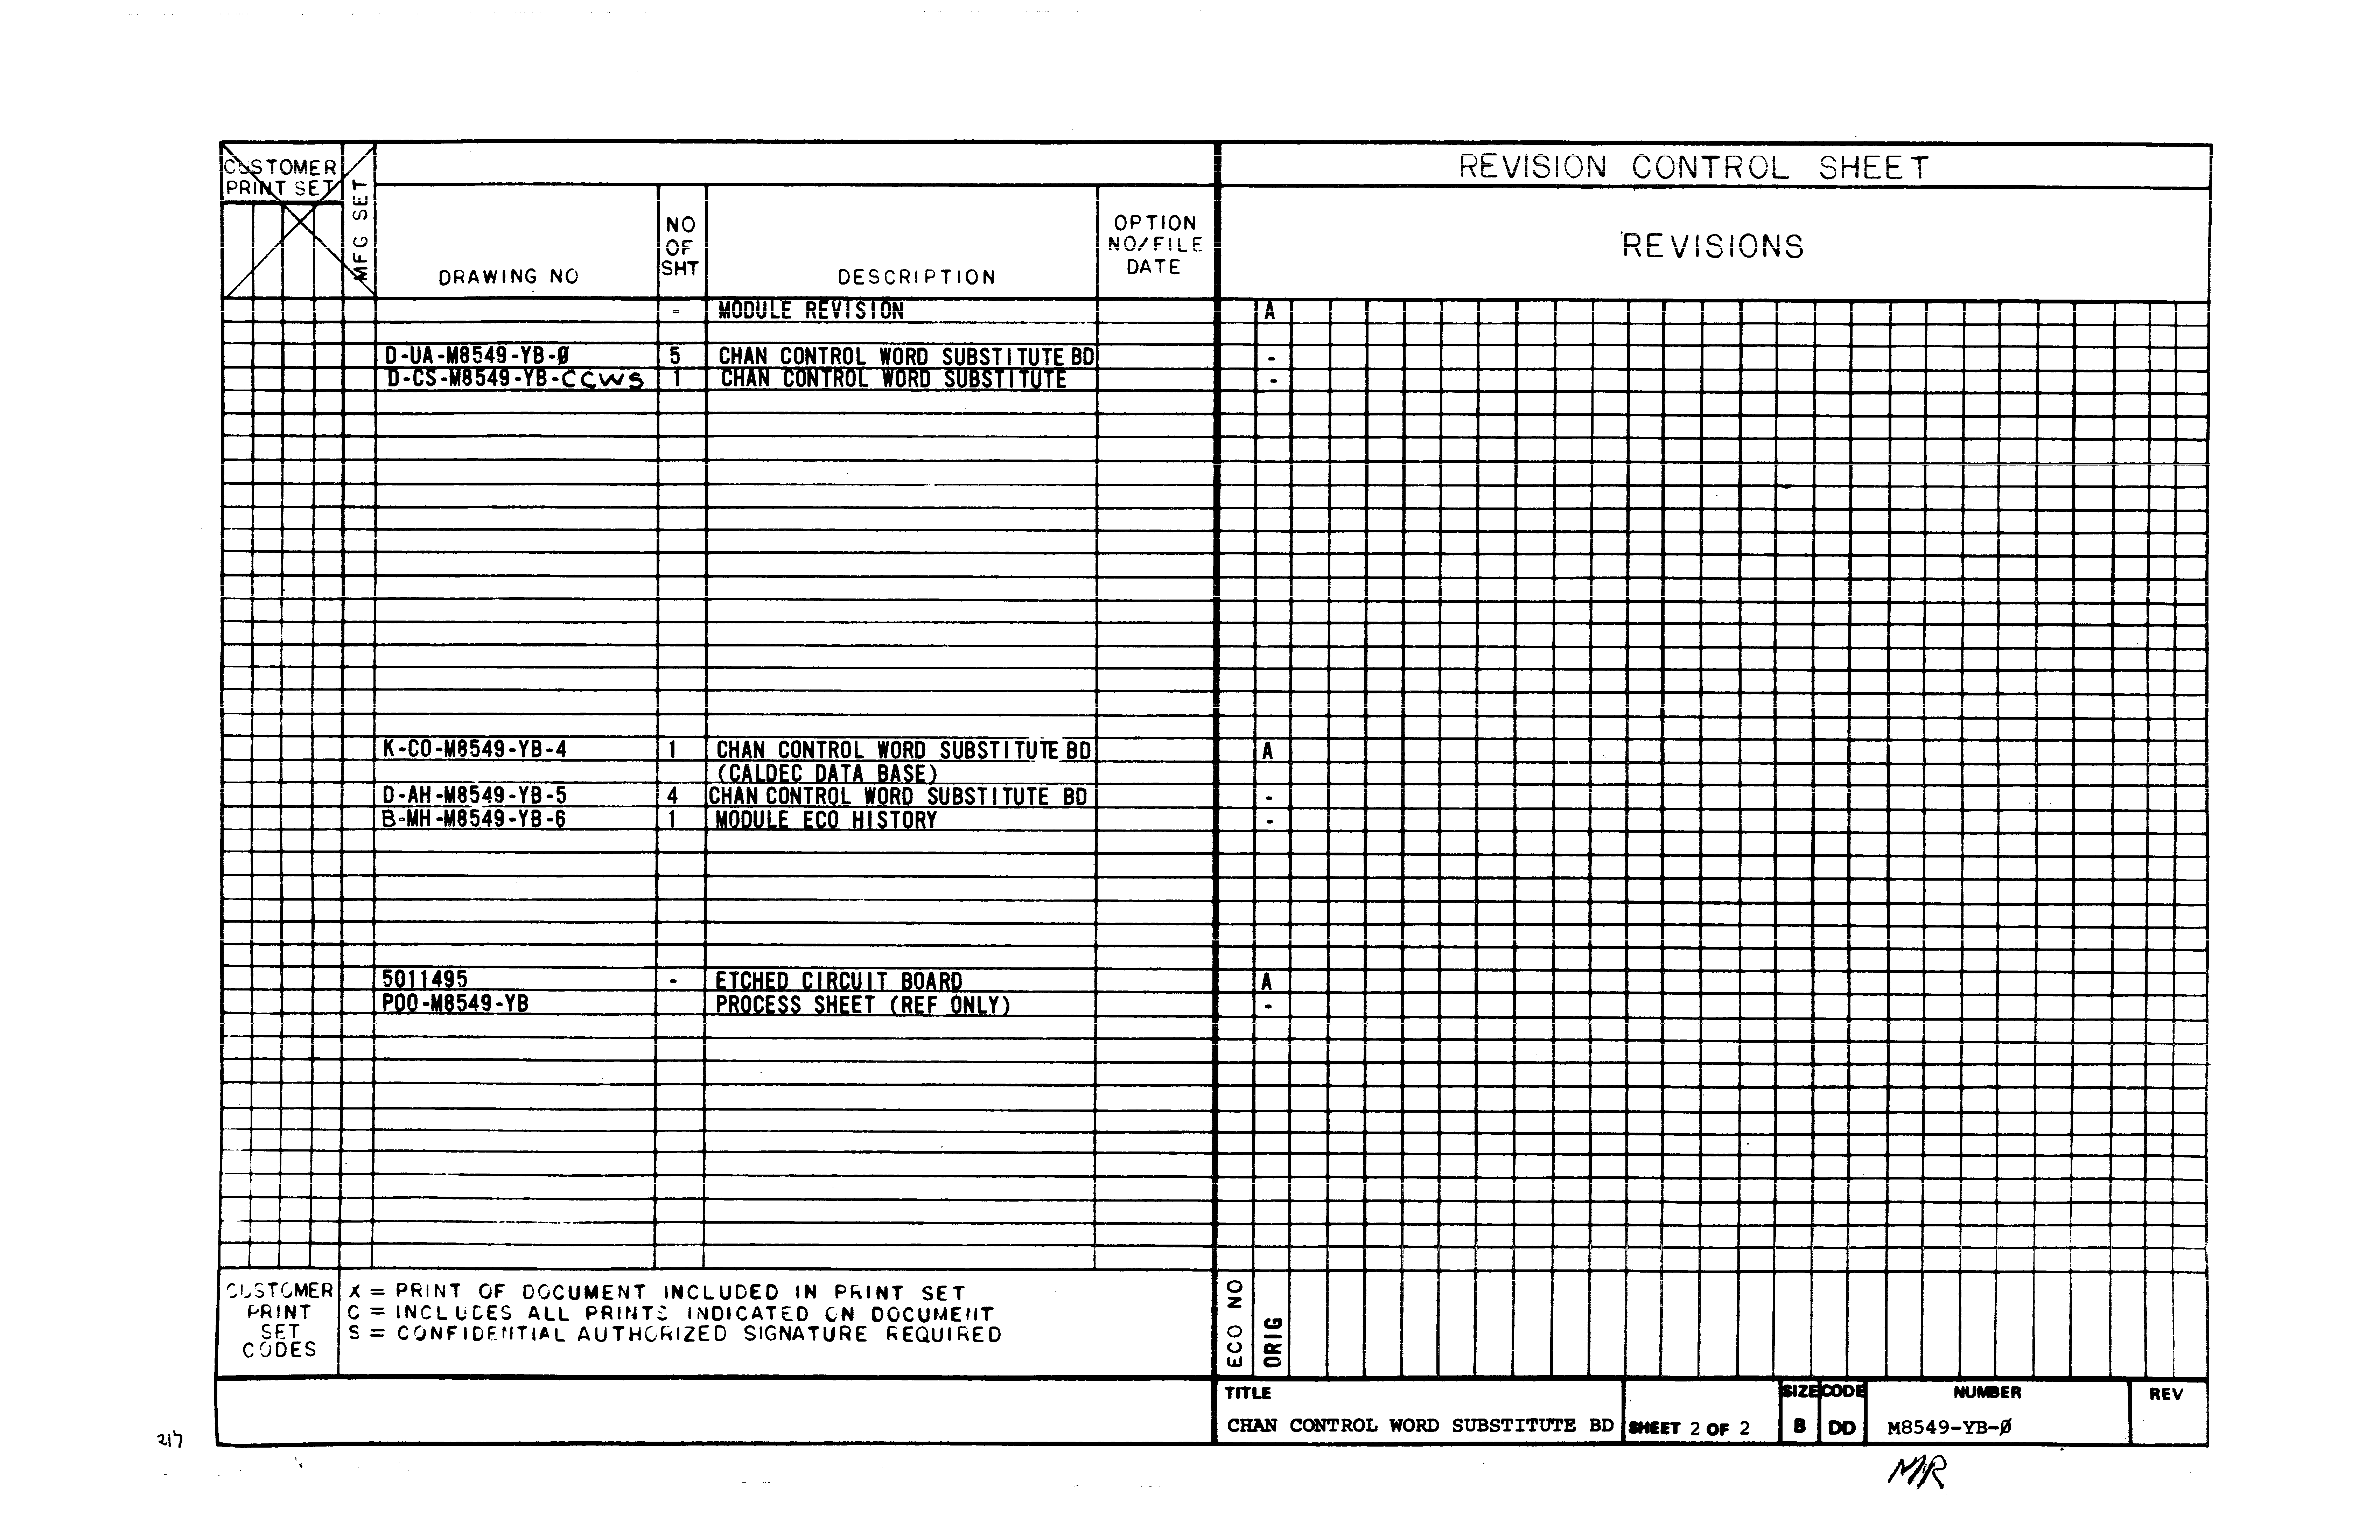 CUSTOMER PRINT SET
MFG SET
DRAWING NO
NO OF SHT
DESCRIPTION
OPTION NO/FILE DATE
REVISION CONTROL SHEET
REVISIONS
- MODULE REVISION A
D-UA-M8549-YB-Ø 5 CHAN CONTROL WORD SUBSTITUTE BD -
D-CS-M8549-YB-CCWS 1 CHAN CONTROL WORD SUBSTITUTE -
K-CO-M8549-YB-4 1 CHAN CONTROL WORD SUBSTITUTE BD A
(CALDEC DATA BASE)
D-AH-M8549-YB-5 4 CHAN CONTROL WORD SUBSTITUTE BD -
B-MH-M8549-YB-6 1 MODULE ECO HISTORY -
5011495 - ETCHED CIRCUIT BOARD A
P00-M8549-YB PROCESS SHEET (REF ONLY) -
CUSTOMER PRINT SET CODES
X = PRINT OF DOCUMENT INCLUDED IN PRINT SET
C = INCLUDES ALL PRINTS INDICATED ON DOCUMENT
S = CONFIDENTIAL AUTHORIZED SIGNATURE REQUIRED
ECO NO
ORIG
TITLE
CHAN CONTROL WORD SUBSTITUTE BD
SHEET 2 OF 2
SIZE
B
CODE
DD
NUMBER
M8549-YB-Ø
REV
217
MR